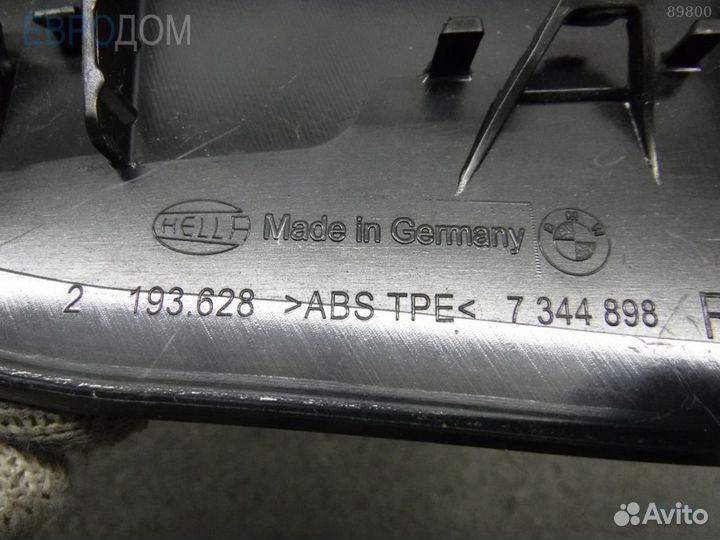 ЕВРОДОМ
89800
HELLA Made in Germany BMW
2 193.628 >ABS TPE< 7 344 898
Avito